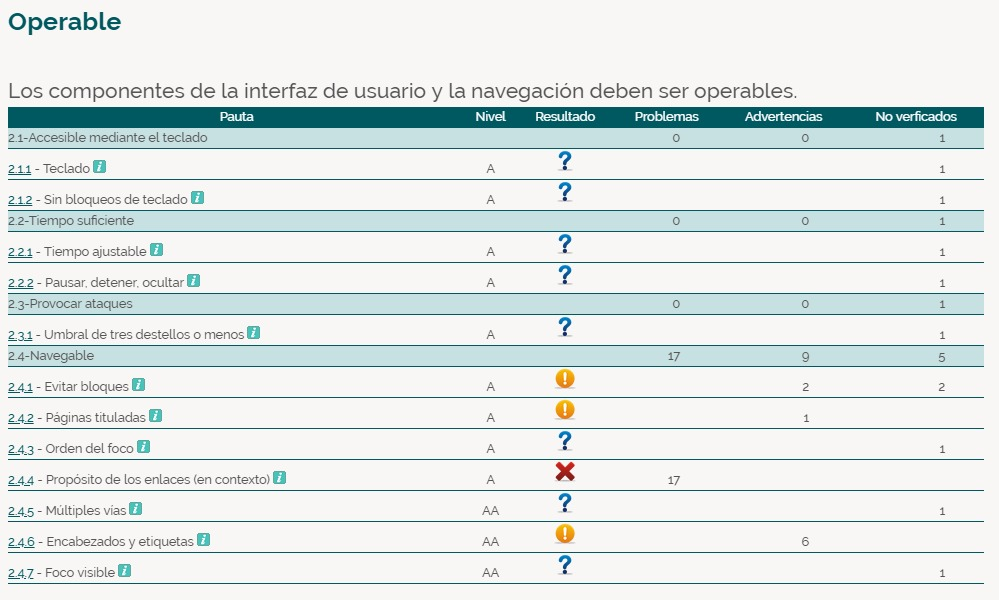 Operable
Los componentes de la interfaz de usuario y la navegación deben ser operables.
Pauta Nivel Resultado Problemas Advertencias No verficados
2.1-Accesible mediante el teclado 0 0 1
2.1.1 - Teclado i A ? 1
2.1.2 - Sin bloqueos de teclado i A ? 1
2.2-Tiempo suficiente 0 0 1
2.2.1 - Tiempo ajustable i A ? 1
2.2.2 - Pausar, detener, ocultar i A ? 1
2.3-Provocar ataques 0 0 1
2.3.1 - Umbral de tres destellos o menos i A ? 1
2.4-Navegable 17 9 5
2.4.1 - Evitar bloques i A ! 2 2
2.4.2 - Páginas tituladas i A ! 1
2.4.3 - Orden del foco i A ? 1
2.4.4 - Propósito de los enlaces (en contexto) i A 17
2.4.5 - Múltiples vías i AA ? 1
2.4.6 - Encabezados y etiquetas i AA ! 6
2.4.7 - Foco visible i AA ? 1